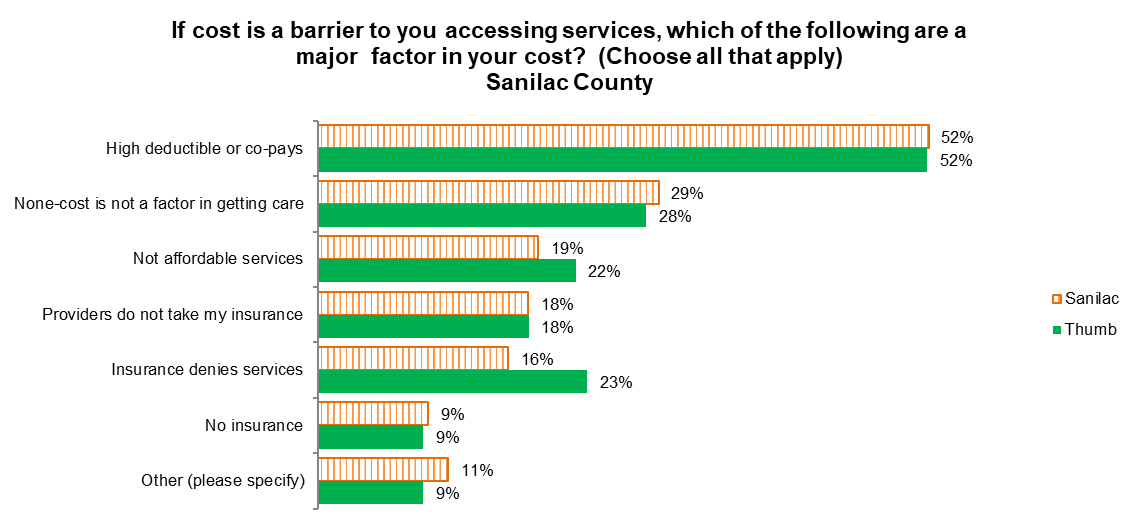 If cost is a barrier to you accessing services, which of the following are a
major factor in your cost? (Choose all that apply)
Sanilac County
High deductible or co-pays
52%
52%
None-cost is not a factor in getting care
29%
28%
Not affordable services
19%
22%
Providers do not take my insurance
18%
18%
Insurance denies services
16%
23%
No insurance
9%
9%
Other (please specify)
11%
9%
Sanilac
Thumb